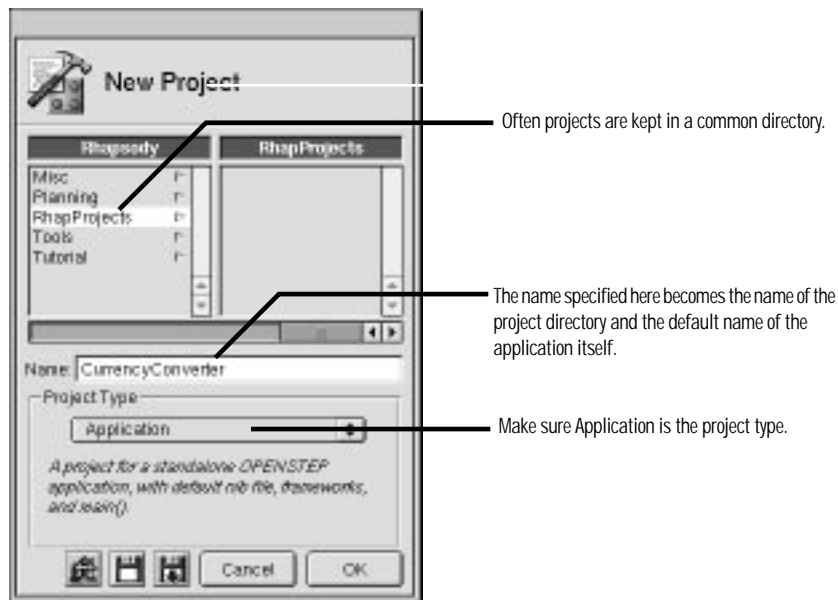 New Project
Often projects are kept in a common directory.
Rhapsody
RhapProjects
Misc
Planning
RhapProjects
Tools
Tutorial
The name specified here becomes the name of the
project directory and the default name of the
application itself.
Name: CurrencyConverter
Project Type
Application
Make sure Application is the project type.
A project for a standalone OPENSTEP
application, with default nib file, frameworks,
and main().
Cancel
OK